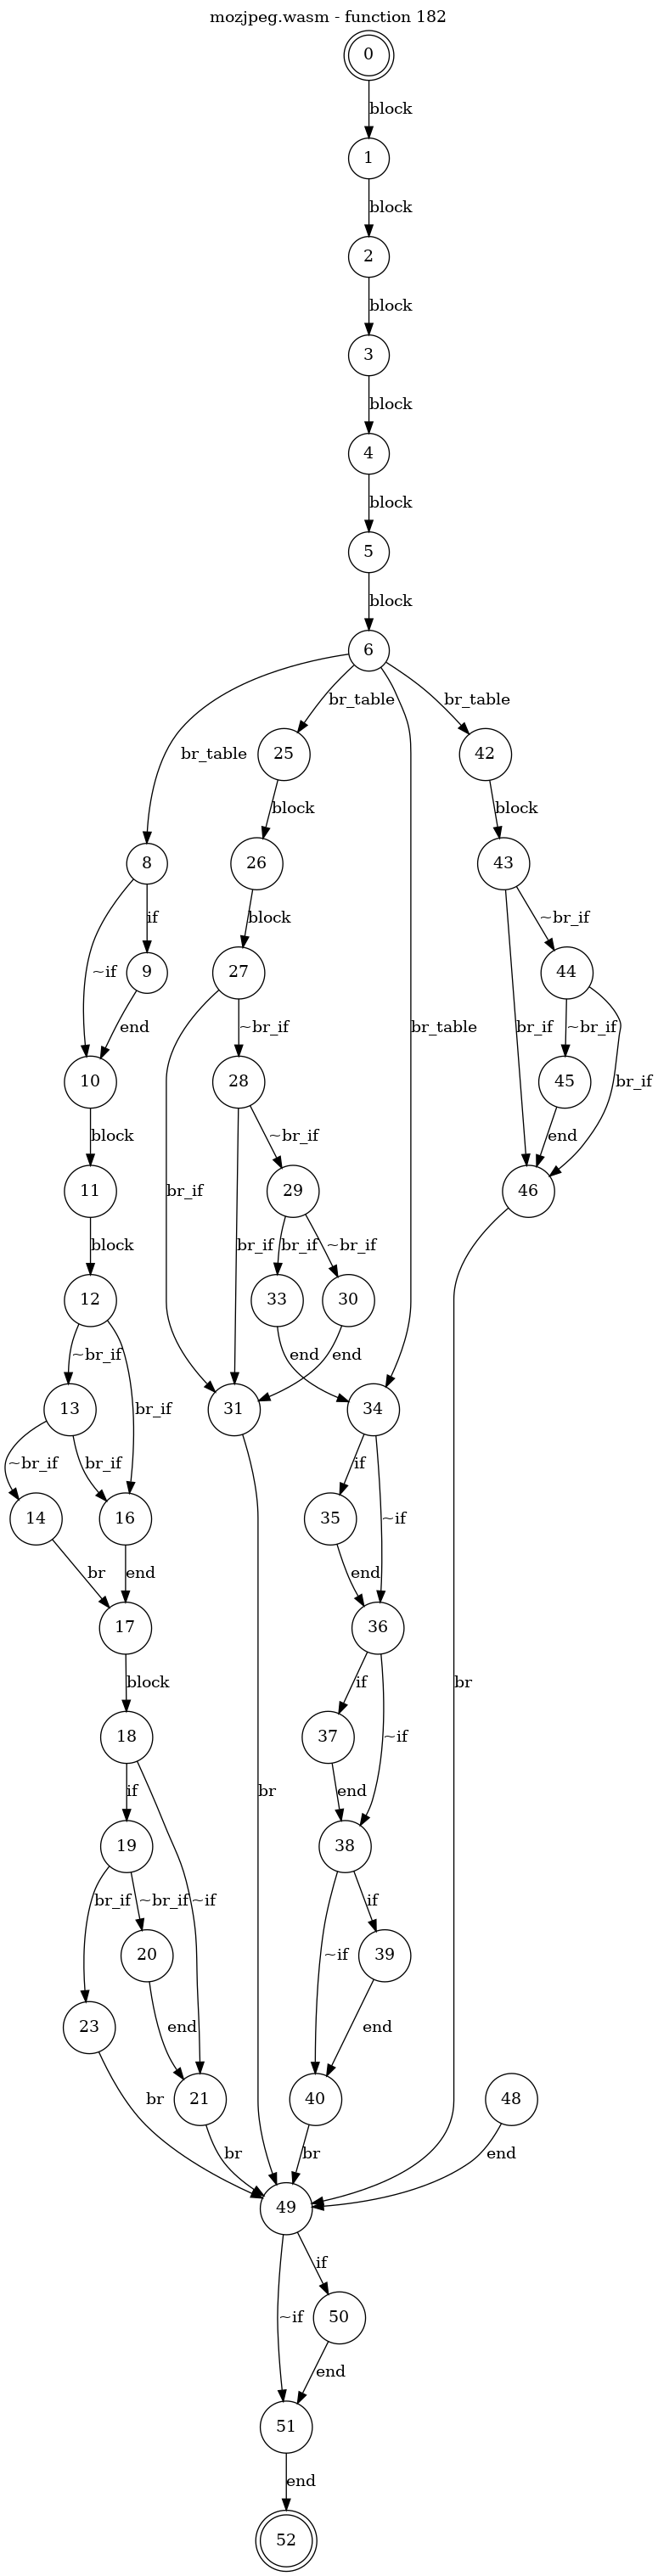 mozjpeg.wasm - function 182
0
block
1
block
2
block
3
block
4
block
5
block
6
br_table
br_table
br_table
br_table
25
42
block
block
8
26
43
if
block
~br_if
~if
9
27
br_if
44
end
~br_if
br_if
~br_if
br_if
10
28
45
block
~br_if
end
11
br_if
29
46
block
br_if
~br_if
12
33
30
~br_if
br_if
end
end
13
31
34
~br_if
br_if
if
~if
14
16
35
br
end
end
17
36
block
br
if
~if
18
br
37
if
~if
end
19
38
br_if
~br_if
~if
if
20
39
23
end
end
br
21
40
48
br
br
end
49
if
~if
50
end
51
end
52